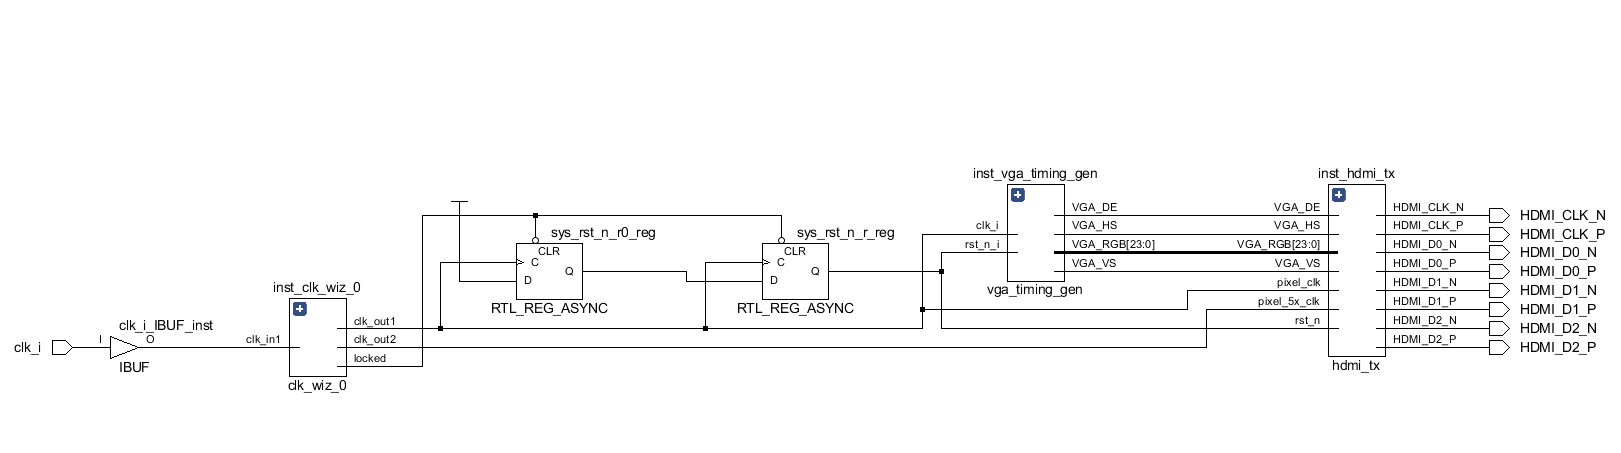 inst_vga_timing_gen
inst_hdmi_tx
VGA_DE
VGA_DE
HDMI_CLK_N
HDMI_CLK_N
clk_i
VGA_HS
VGA_HS
HDMI_CLK_P
HDMI_CLK_P
sys_rst_n_r0_reg
sys_rst_n_r_reg
rst_n_i
VGA_RGB[23:0]
VGA_RGB[23:0]
HDMI_D0_N
HDMI_D0_N
CLR
CLR
C
Q
C
Q
VGA_VS
VGA_VS
HDMI_D0_P
HDMI_D0_P
D
D
vga_timing_gen
pixel_clk
HDMI_D1_N
HDMI_D1_N
inst_clk_wiz_0
RTL_REG_ASYNC
RTL_REG_ASYNC
pixel_5x_clk
HDMI_D1_P
HDMI_D1_P
clk_i_IBUF_inst
clk_out1
rst_n
HDMI_D2_N
HDMI_D2_N
clk_i
I
O
clk_in1
clk_out2
HDMI_D2_P
HDMI_D2_P
IBUF
locked
clk_wiz_0
hdmi_tx